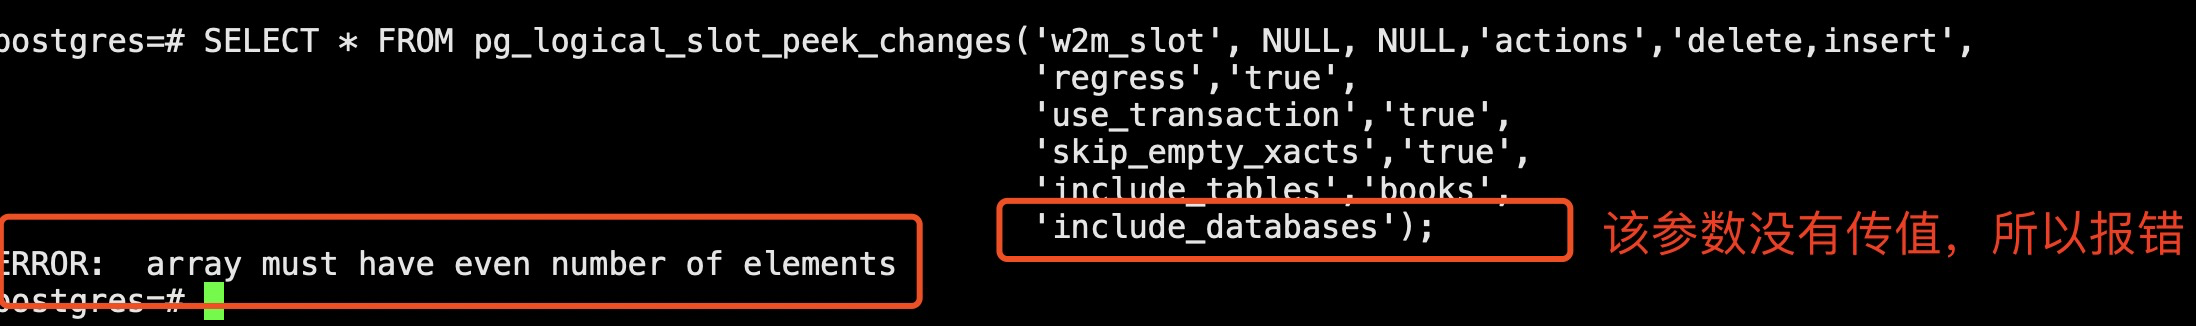 postgres=# SELECT * FROM pg_logical_slot_peek_changes('w2m_slot', NULL, NULL,'actions','delete,insert',
'regress','true',
'use_transaction','true',
'skip_empty_xacts','true',
'include_tables','books',
'include_databases');
该参数没有传值，所以报错
ERROR:  array must have even number of elements
postgres=#